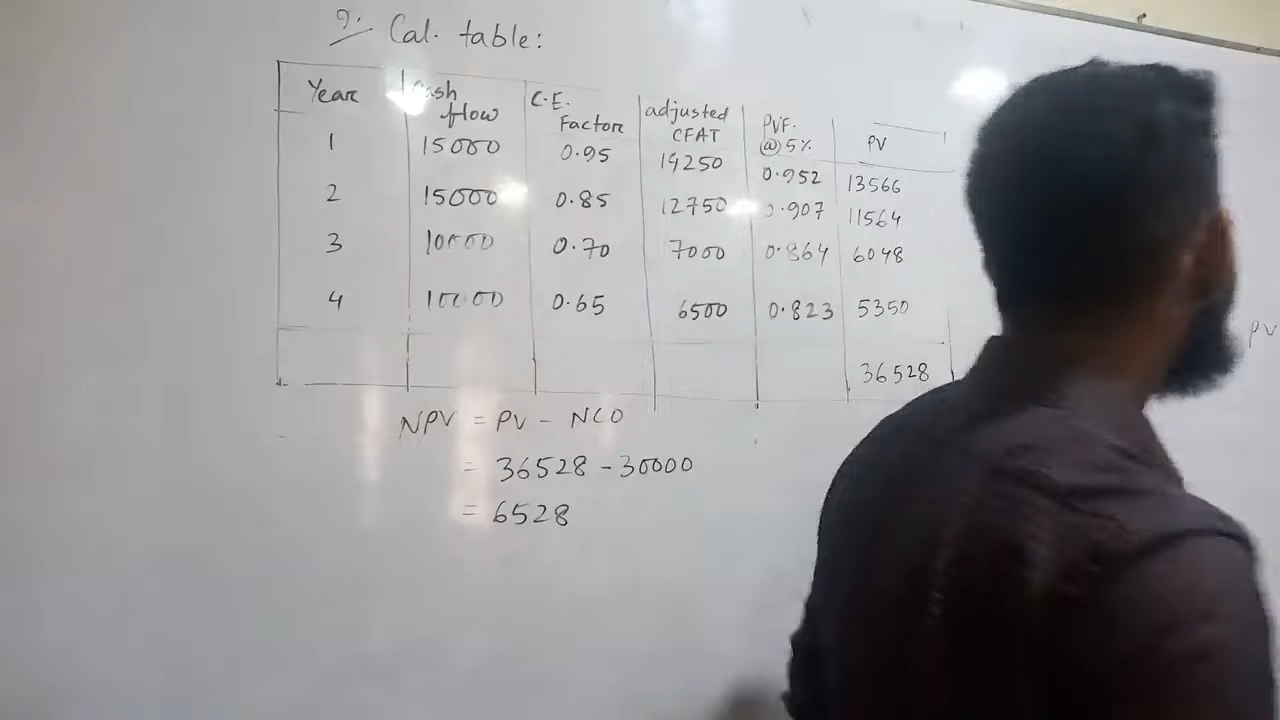 9. Cal. table:
Year Cash flow C.E. Factor adjusted CFAT PVF. @5% PV
1 15000 0.95 14250 0.952 13566
2 15000 0.85 12750 0.907 11564
3 10000 0.70 7000 0.864 6048
4 10000 0.65 6500 0.823 5350
36528
NPV = PV - NCO
= 36528 - 30000
= 6528
PV